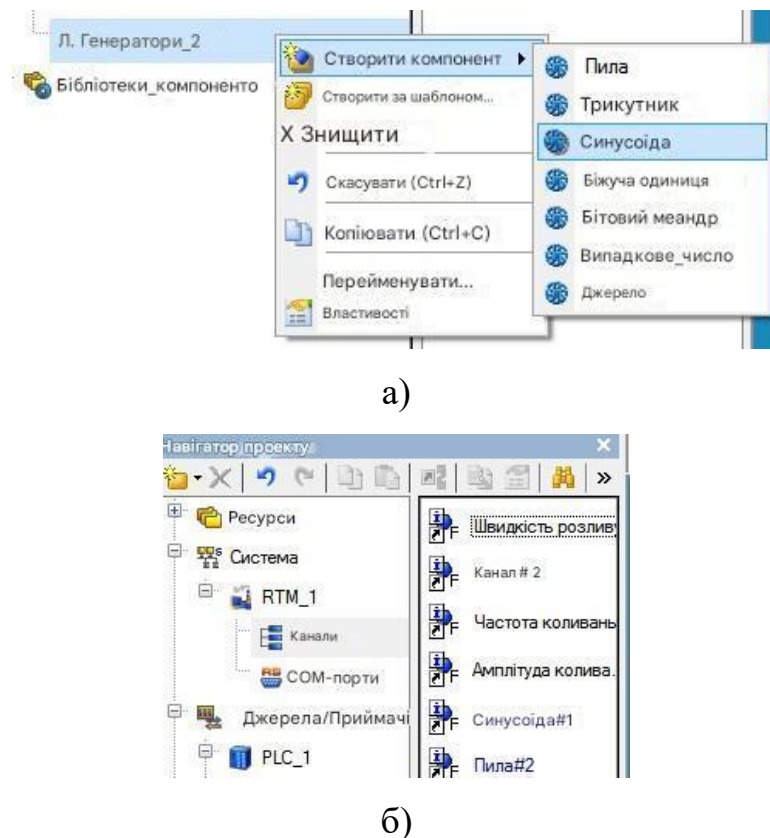 Л. Генератори_2
Бібліотеки_компоненто
Створити компонент
Створити за шаблоном...
X Знищити
Скасувати (Ctrl+Z)
Копіювати (Ctrl+C)
Перейменувати...
Властивості
Пила
Трикутник
Синусоїда
Біжуча одиниця
Бітовий меандр
Випадкове_число
Джерело
а)
Навігатор проекту
Ресурси
Система
RTM_1
Канали
COM-порти
Джерела/Приймачі
PLC_1
Швидкість розливу
Канал # 2
Частота коливань
Амплітуда колива.
Синусоїда#1
Пила#2
б)